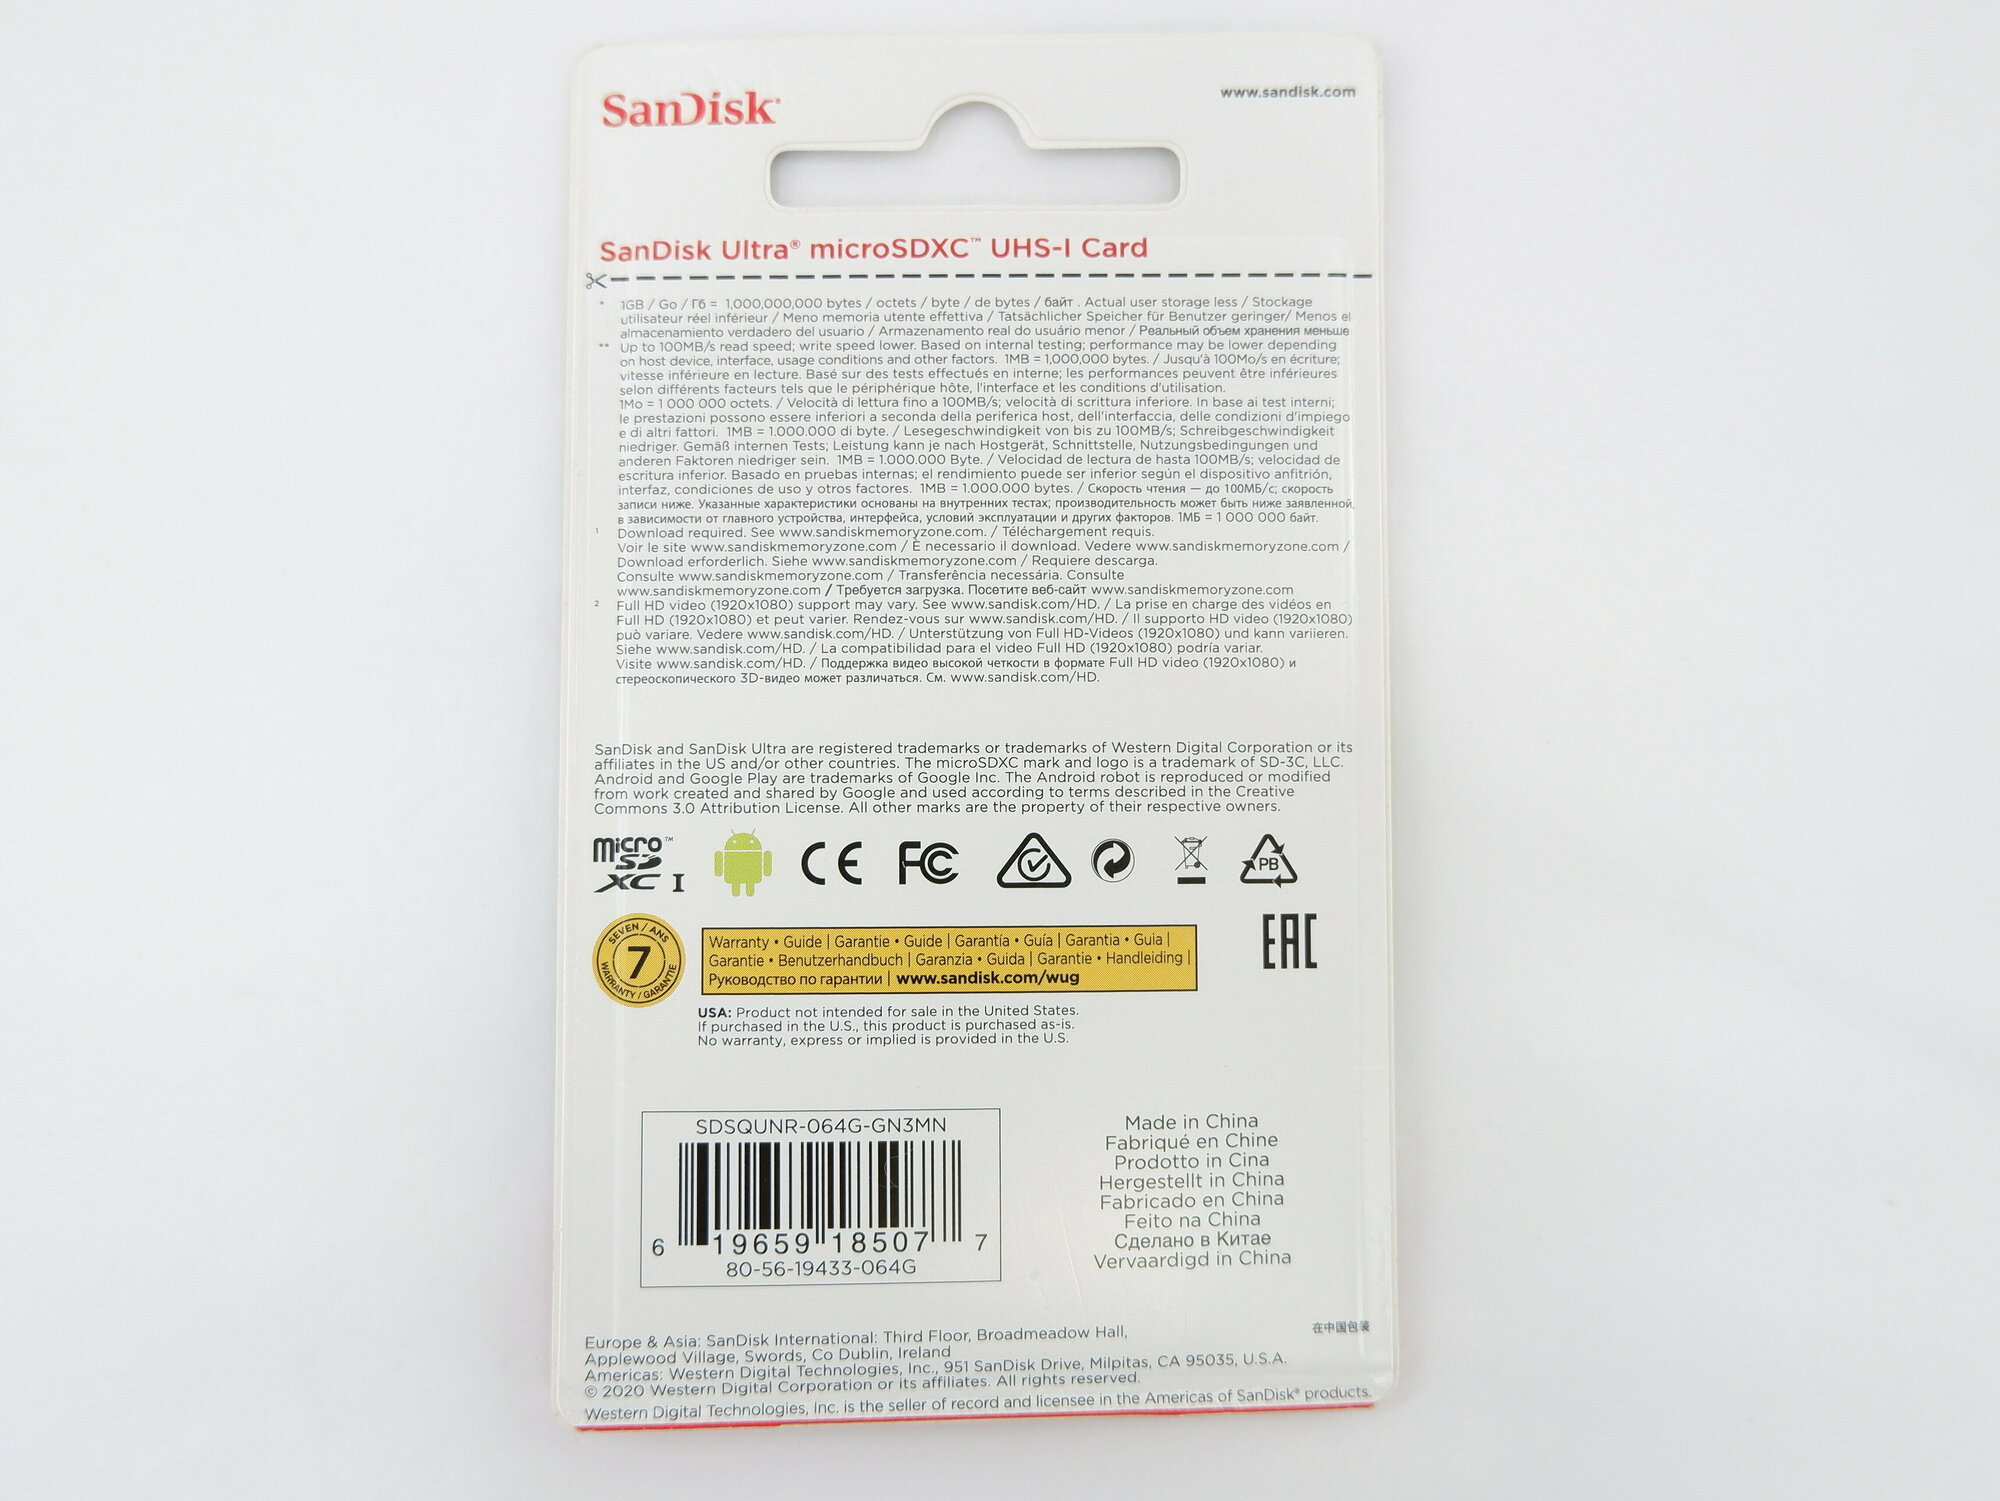 SanDisk®
www.sandisk.com
SanDisk Ultra® microSDXC™ UHS-I Card
* 1GB / Go / Гб = 1,000,000,000 bytes / octets / byte / de bytes / байт . Actual user storage less / Stockage
utilisateur réel inférieur / Meno memoria utente effettiva / Tatsächlicher Speicher für Benutzer geringer/ Menos el
almacenamiento verdadero del usuario / Armazenamento real do usuário menor / Реальный объем хранения меньше
** Up to 100MB/s read speed; write speed lower. Based on internal testing; performance may be lower depending
on host device, interface, usage conditions and other factors. 1MB = 1,000,000 bytes. / Jusqu'à 100Mo/s en écriture;
vitesse inférieure en lecture. Basé sur des tests effectués en interne; les performances peuvent être inférieures
selon différents facteurs tels que le périphérique hôte, l'interface et les conditions d'utilisation.
1Mo = 1 000 000 octets. / Velocità di lettura fino a 100MB/s; velocità di scrittura inferiore. In base ai test interni;
le prestazioni possono essere inferiori a seconda della periferica host, dell'interfaccia, delle condizioni d'impiego
e di altri fattori. 1MB = 1.000.000 di byte. / Lesegeschwindigkeit von bis zu 100MB/s; Schreibgeschwindigkeit
niedriger. Gemäß internen Tests; Leistung kann je nach Hostgerät, Schnittstelle, Nutzungsbedingungen und
anderen Faktoren niedriger sein. 1MB = 1.000.000 Byte. / Velocidad de lectura de hasta 100MB/s; velocidad de
escritura inferior. Basado en pruebas internas; el rendimiento puede ser inferior según el dispositivo anfitrión,
interfaz, condiciones de uso y otros factores. 1MB = 1.000.000 bytes. / Скорость чтения — до 100МБ/с; скорость
записи ниже. Указанные характеристики основаны на внутренних тестах; производительность может быть ниже заявленной,
в зависимости от главного устройства, интерфейса, условий эксплуатации и других факторов. 1МБ = 1 000 000 байт.
1 Download required. See www.sandiskmemoryzone.com. / Téléchargement requis.
Voir le site www.sandiskmemoryzone.com / È necessario il download. Vedere www.sandiskmemoryzone.com /
Download erforderlich. Siehe www.sandiskmemoryzone.com / Requiere descarga.
Consulte www.sandiskmemoryzone.com / Transferência necessária. Consulte
www.sandiskmemoryzone.com / Требуется загрузка. Посетите веб-сайт www.sandiskmemoryzone.com
2 Full HD video (1920x1080) support may vary. See www.sandisk.com/HD. / La prise en charge des vidéos en
Full HD (1920x1080) et peut varier. Rendez-vous sur www.sandisk.com/HD. / Il supporto HD video (1920x1080)
può variare. Vedere www.sandisk.com/HD. / Unterstützung von Full HD-Videos (1920x1080) und kann variieren.
Siehe www.sandisk.com/HD. / La compatibilidad para el video Full HD (1920x1080) podría variar.
Visite www.sandisk.com/HD. / Поддержка видео высокой четкости в формате Full HD video (1920x1080) и
стереоскопического 3D-видео может различаться. См. www.sandisk.com/HD.
SanDisk and SanDisk Ultra are registered trademarks or trademarks of Western Digital Corporation or its
affiliates in the US and/or other countries. The microSDXC mark and logo is a trademark of SD-3C, LLC.
Android and Google Play are trademarks of Google Inc. The Android robot is reproduced or modified
from work created and shared by Google and used according to terms described in the Creative
Commons 3.0 Attribution License. All other marks are the property of their respective owners.
micro SD XC I™
CE FC PB
SEVEN / ANS
7
WARRANTY / GARANTIE
Warranty • Guide | Garantie • Guide | Garantía • Guía | Garantia • Guia |
Garantie • Benutzerhandbuch | Garanzia • Guida | Garantie • Handleiding |
Руководство по гарантии | www.sandisk.com/wug
EAC
USA: Product not intended for sale in the United States.
If purchased in the U.S., this product is purchased as-is.
No warranty, express or implied is provided in the U.S.
SDSQUNR-064G-GN3MN
6 19659 18507 7
80-56-19433-064G
Made in China
Fabriqué en Chine
Prodotto in Cina
Hergestellt in China
Fabricado en China
Feito na China
Сделано в Китае
Vervaardigd in China
在中国包装
Europe & Asia: SanDisk International: Third Floor, Broadmeadow Hall,
Applewood Village, Swords, Co Dublin, Ireland
Americas: Western Digital Technologies, Inc., 951 SanDisk Drive, Milpitas, CA 95035, U.S.A.
© 2020 Western Digital Corporation or its affiliates. All rights reserved.
Western Digital Technologies, Inc. is the seller of record and licensee in the Americas of SanDisk® products.